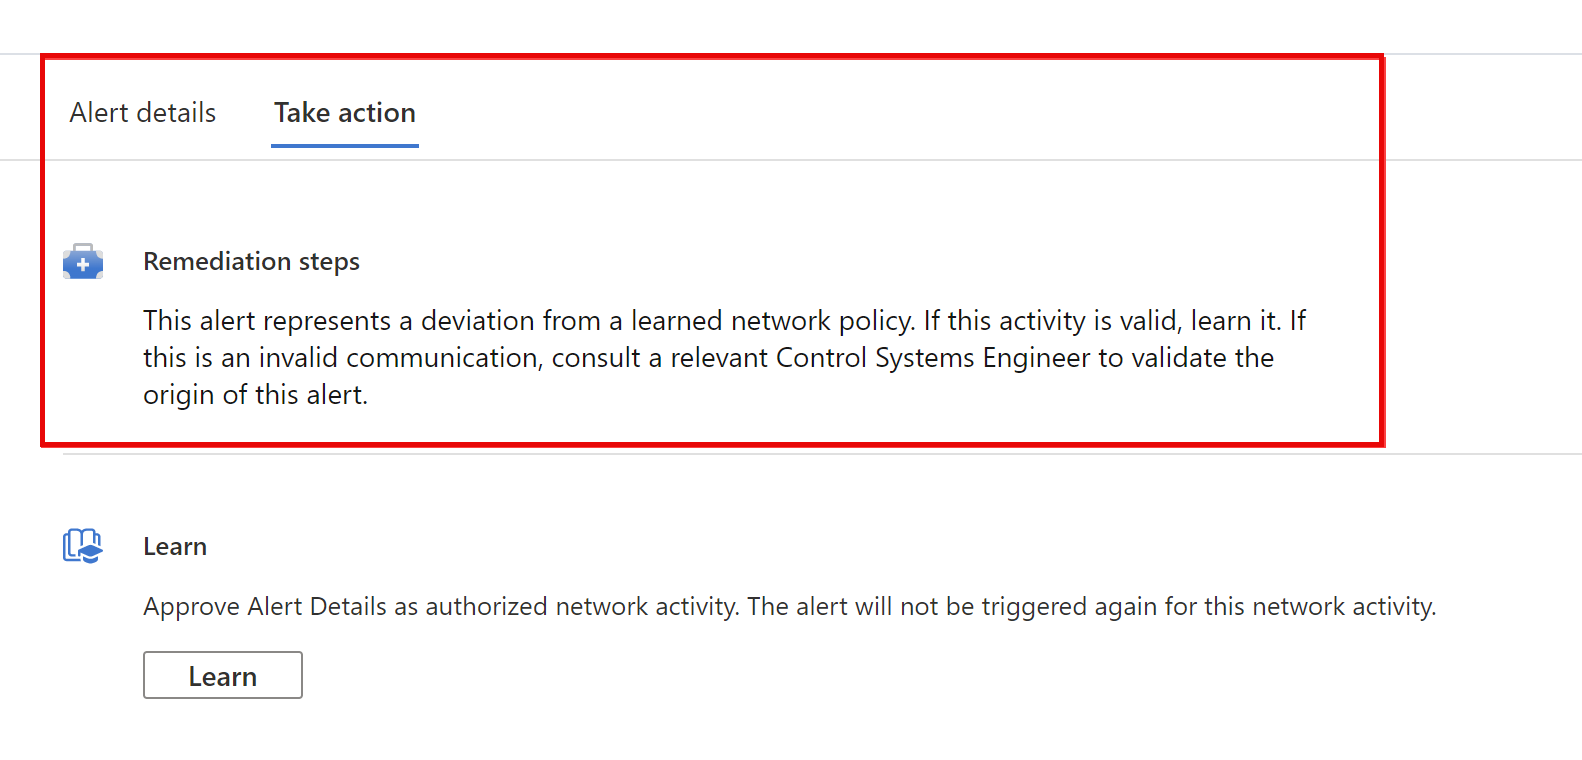 Alert details Take action
Remediation steps
This alert represents a deviation from a learned network policy. If this activity is valid, learn it. If
this is an invalid communication, consult a relevant Control Systems Engineer to validate the
origin of this alert.
Learn
Approve Alert Details as authorized network activity. The alert will not be triggered again for this network activity.
Learn